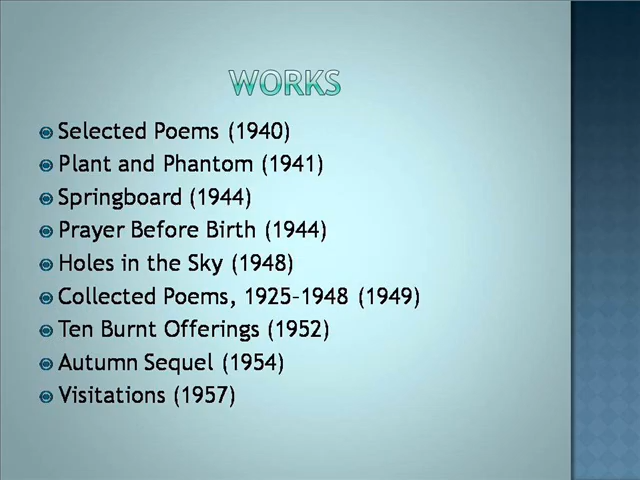 WORKS
Selected Poems (1940)
Plant and Phantom (1941)
Springboard (1944)
Prayer Before Birth (1944)
Holes in the Sky (1948)
Collected Poems, 1925–1948 (1949)
Ten Burnt Offerings (1952)
Autumn Sequel (1954)
Visitations (1957)